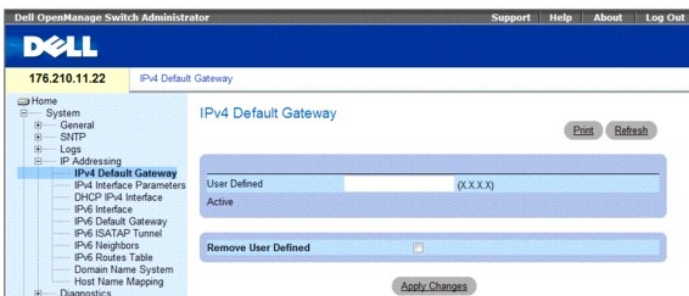 Dell OpenManage Switch Administrator
Support Help About Log Out
DELL
176.210.11.22
IPv4 Default Gateway
Home
System
General
SNTP
Logs
IP Addressing
IPv4 Default Gateway
IPv4 Interface Parameters
DHCP IPv4 Interface
IPv6 Interface
IPv6 Default Gateway
IPv6 ISATAP Tunnel
IPv6 Neighbors
IPv6 Routes Table
Domain Name System
Host Name Mapping
Diagnostics
IPv4 Default Gateway
Print Refresh
User Defined (X.X.X.X)
Active
Remove User Defined
Apply Changes